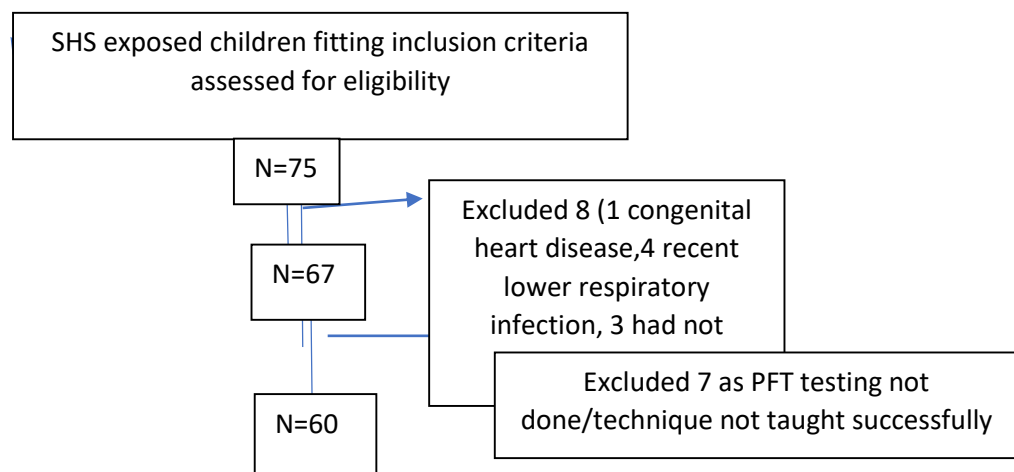 SHS exposed children fitting inclusion criteria
assessed for eligibility
N=75
Excluded 8 (1 congenital
heart disease,4 recent
lower respiratory
infection, 3 had not
N=67
Excluded 7 as PFT testing not
done/technique not taught successfully
N=60